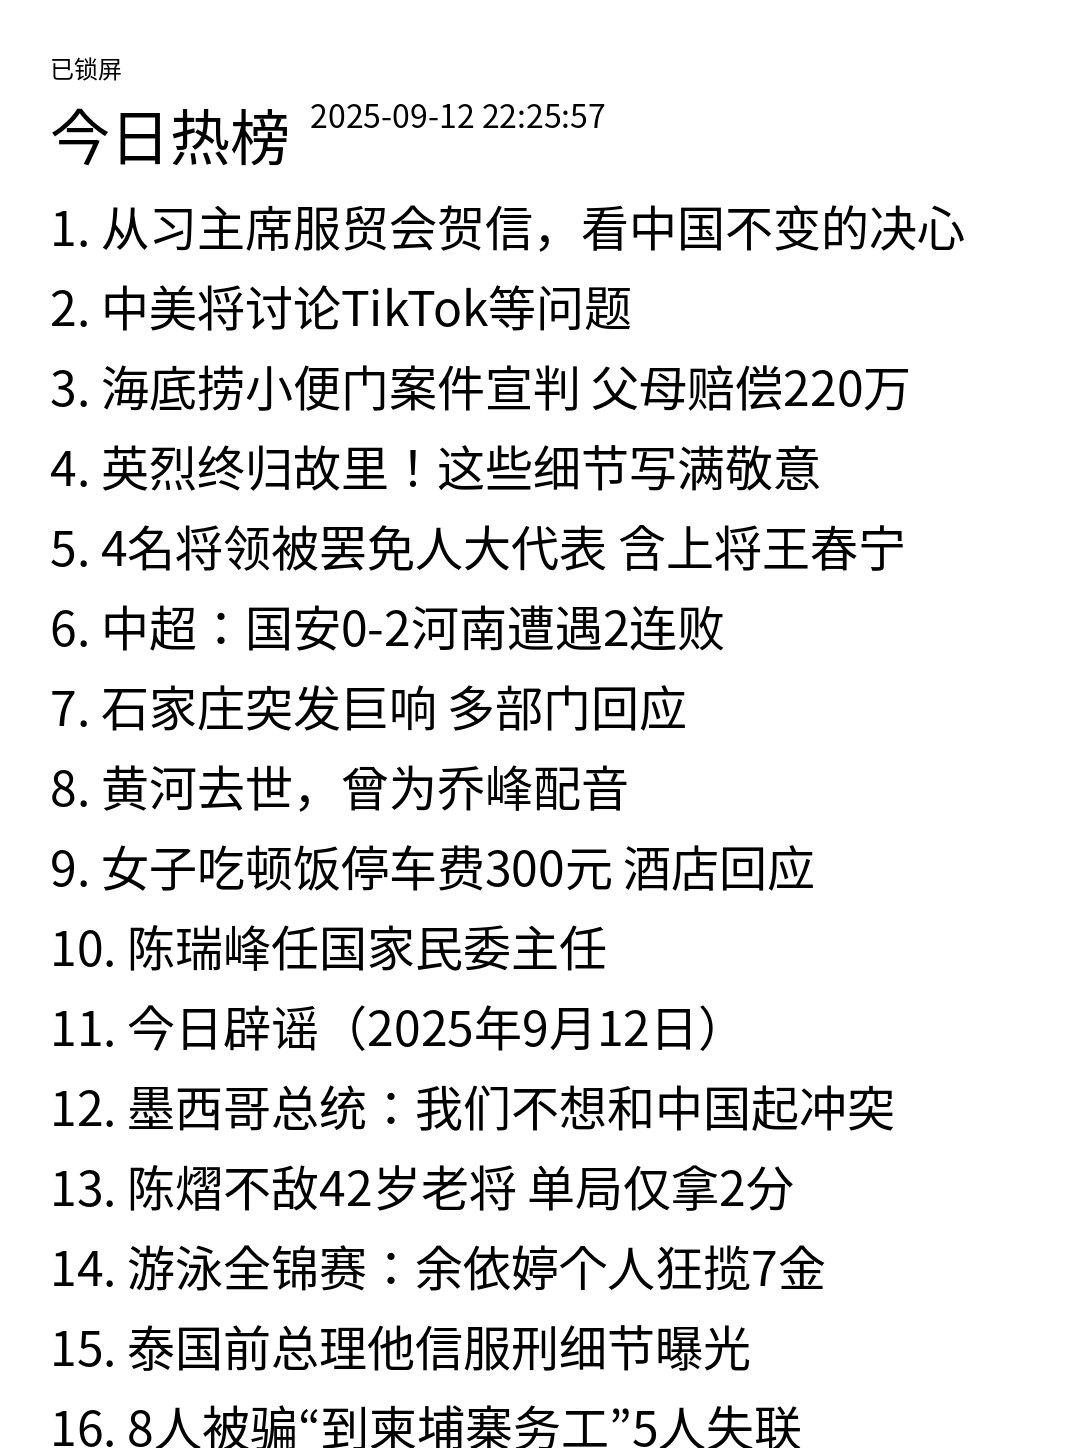 已锁屏
今日热榜 2025-09-12 22:25:57
1. 从习主席服贸会贺信，看中国不变的决心
2. 中美将讨论TikTok等问题
3. 海底捞小便门案件宣判 父母赔偿220万
4. 英烈终归故里！这些细节写满敬意
5. 4名将领被罢免人大代表 含上将王春宁
6. 中超：国安0-2河南遭遇2连败
7. 石家庄突发巨响 多部门回应
8. 黄河去世，曾为乔峰配音
9. 女子吃顿饭停车费300元 酒店回应
10. 陈瑞峰任国家民委主任
11. 今日辟谣（2025年9月12日）
12. 墨西哥总统：我们不想和中国起冲突
13. 陈熠不敌42岁老将 单局仅拿2分
14. 游泳全锦赛：余依婷个人狂揽7金
15. 泰国前总理他信服刑细节曝光
16. 8人被骗“到柬埔寨务工”5人失联